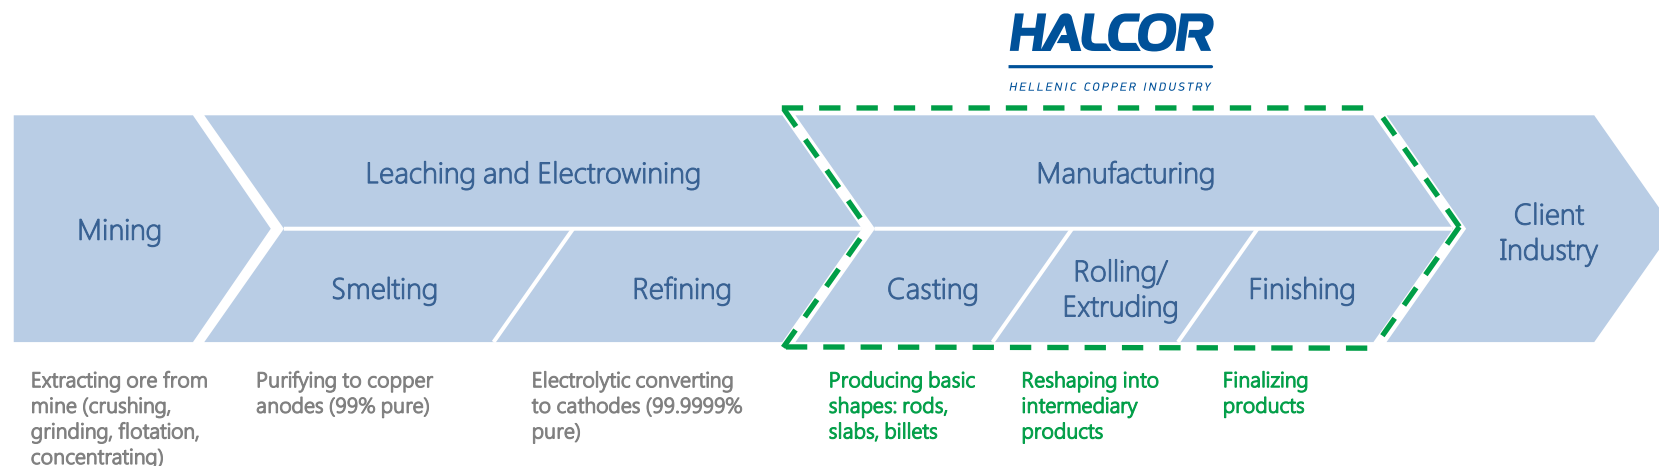 HALCOR
HELLENIC COPPER INDUSTRY
Mining
Leaching and Electrowining
Smelting
Refining
Manufacturing
Casting
Rolling/
Extruding
Finishing
Client
Industry
Extracting ore from
mine (crushing,
grinding, flotation,
concentrating)
Purifying to copper
anodes (99% pure)
Electrolytic converting
to cathodes (99.9999%
pure)
Producing basic
shapes: rods,
slabs, billets
Reshaping into
intermediary
products
Finalizing
products